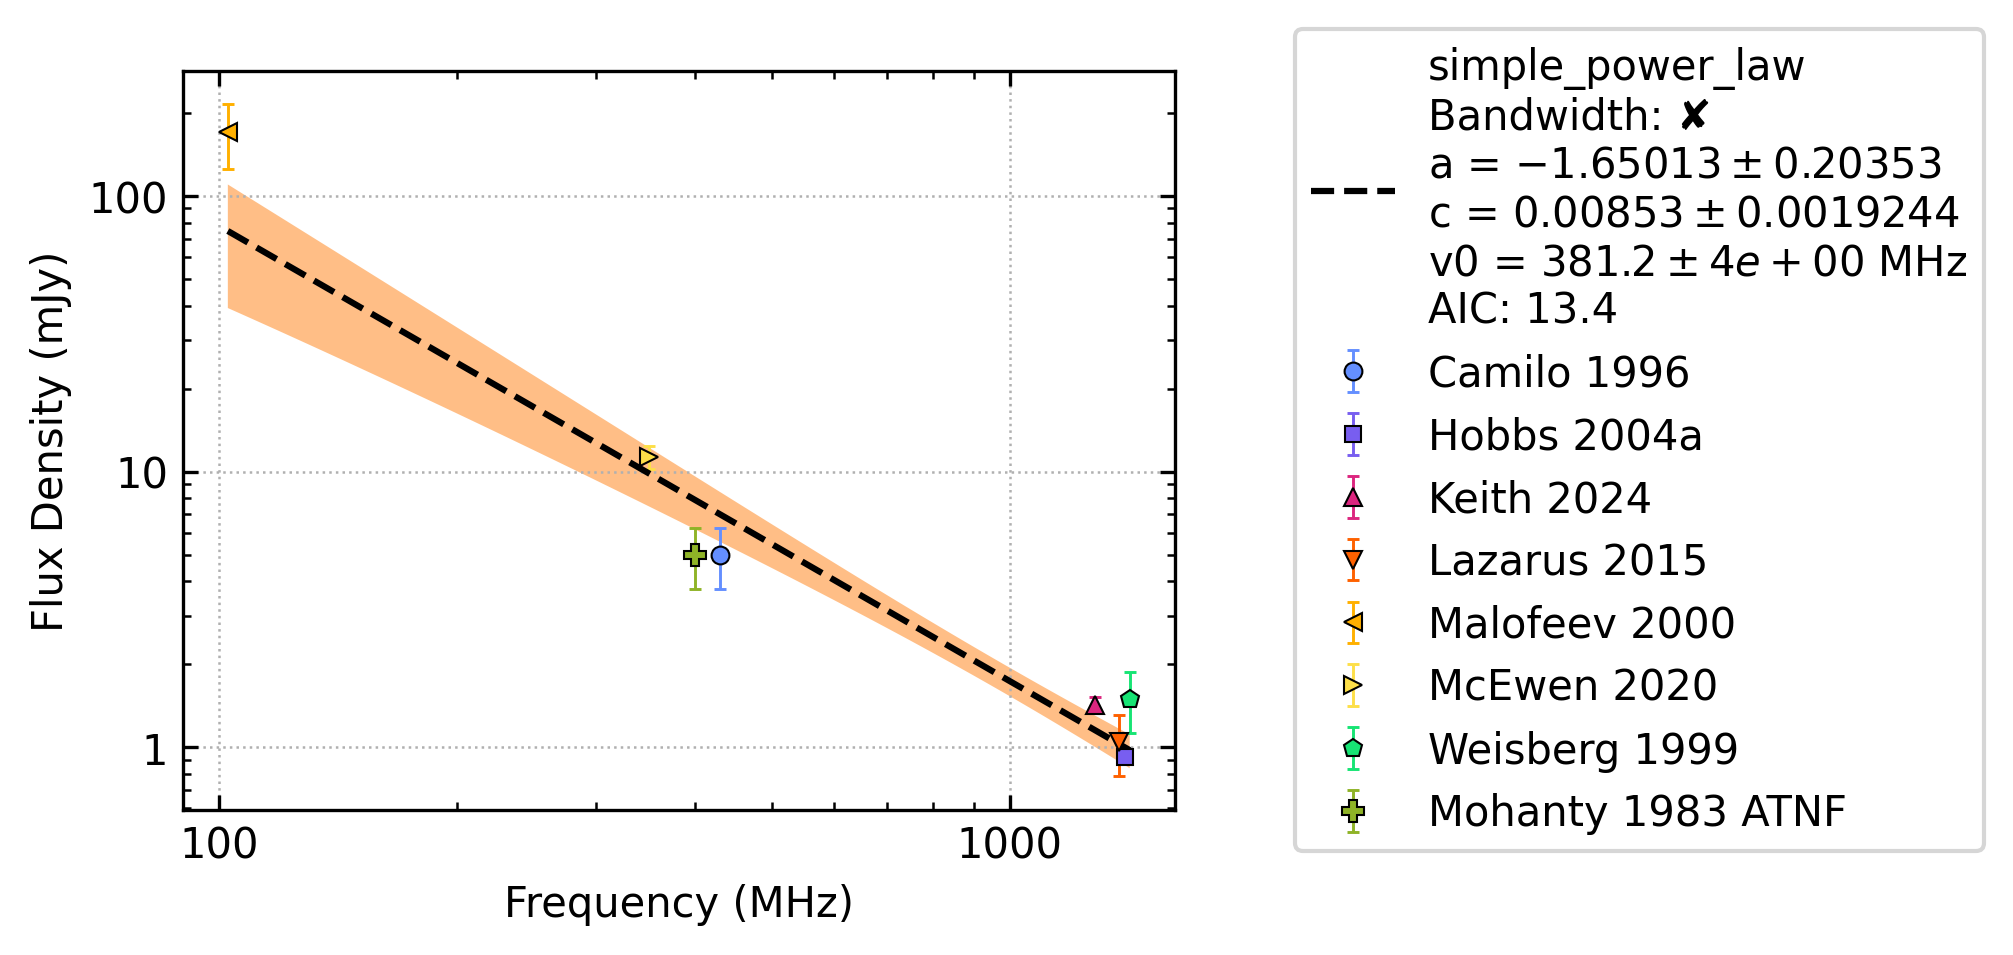 simple_power_law
Bandwidth: ✘
a = −1.65013 ± 0.20353
c = 0.00853 ± 0.0019244
v0 = 381.2 ± 4e + 00 MHz
AIC: 13.4
Camilo 1996
Hobbs 2004a
Keith 2024
Lazarus 2015
Malofeev 2000
McEwen 2020
Weisberg 1999
Mohanty 1983 ATNF
Flux Density (mJy)
100
10
1
100
1000
Frequency (MHz)